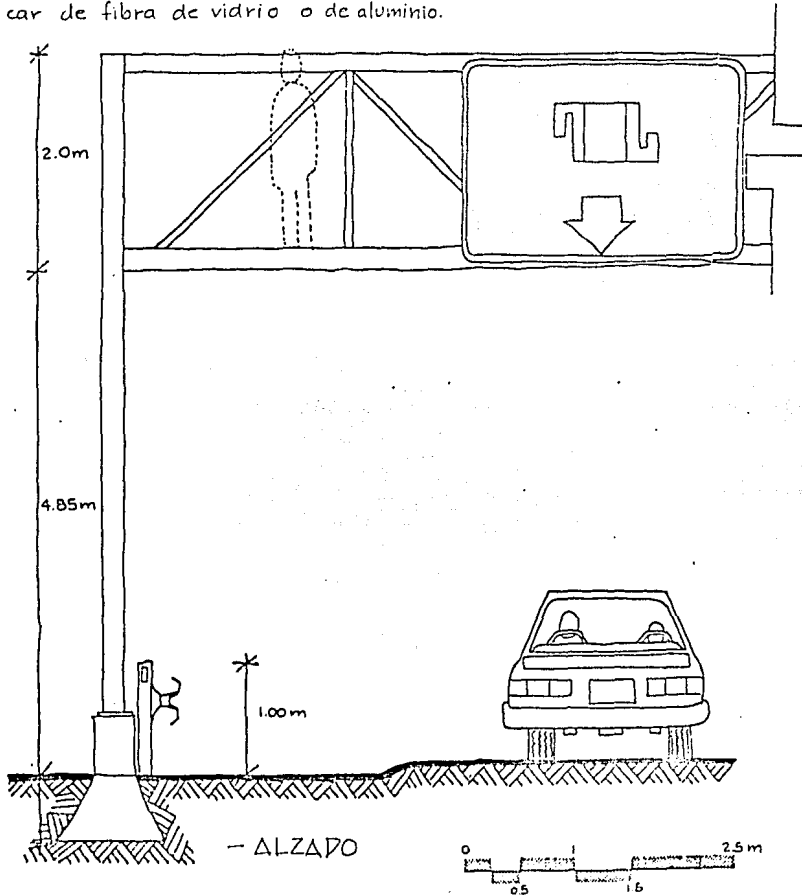 car de fibra de vidrio o de aluminio.
2.0m
4.85m
1.00m
- ALZADO
0 1 2.5 m
0.5 1.5